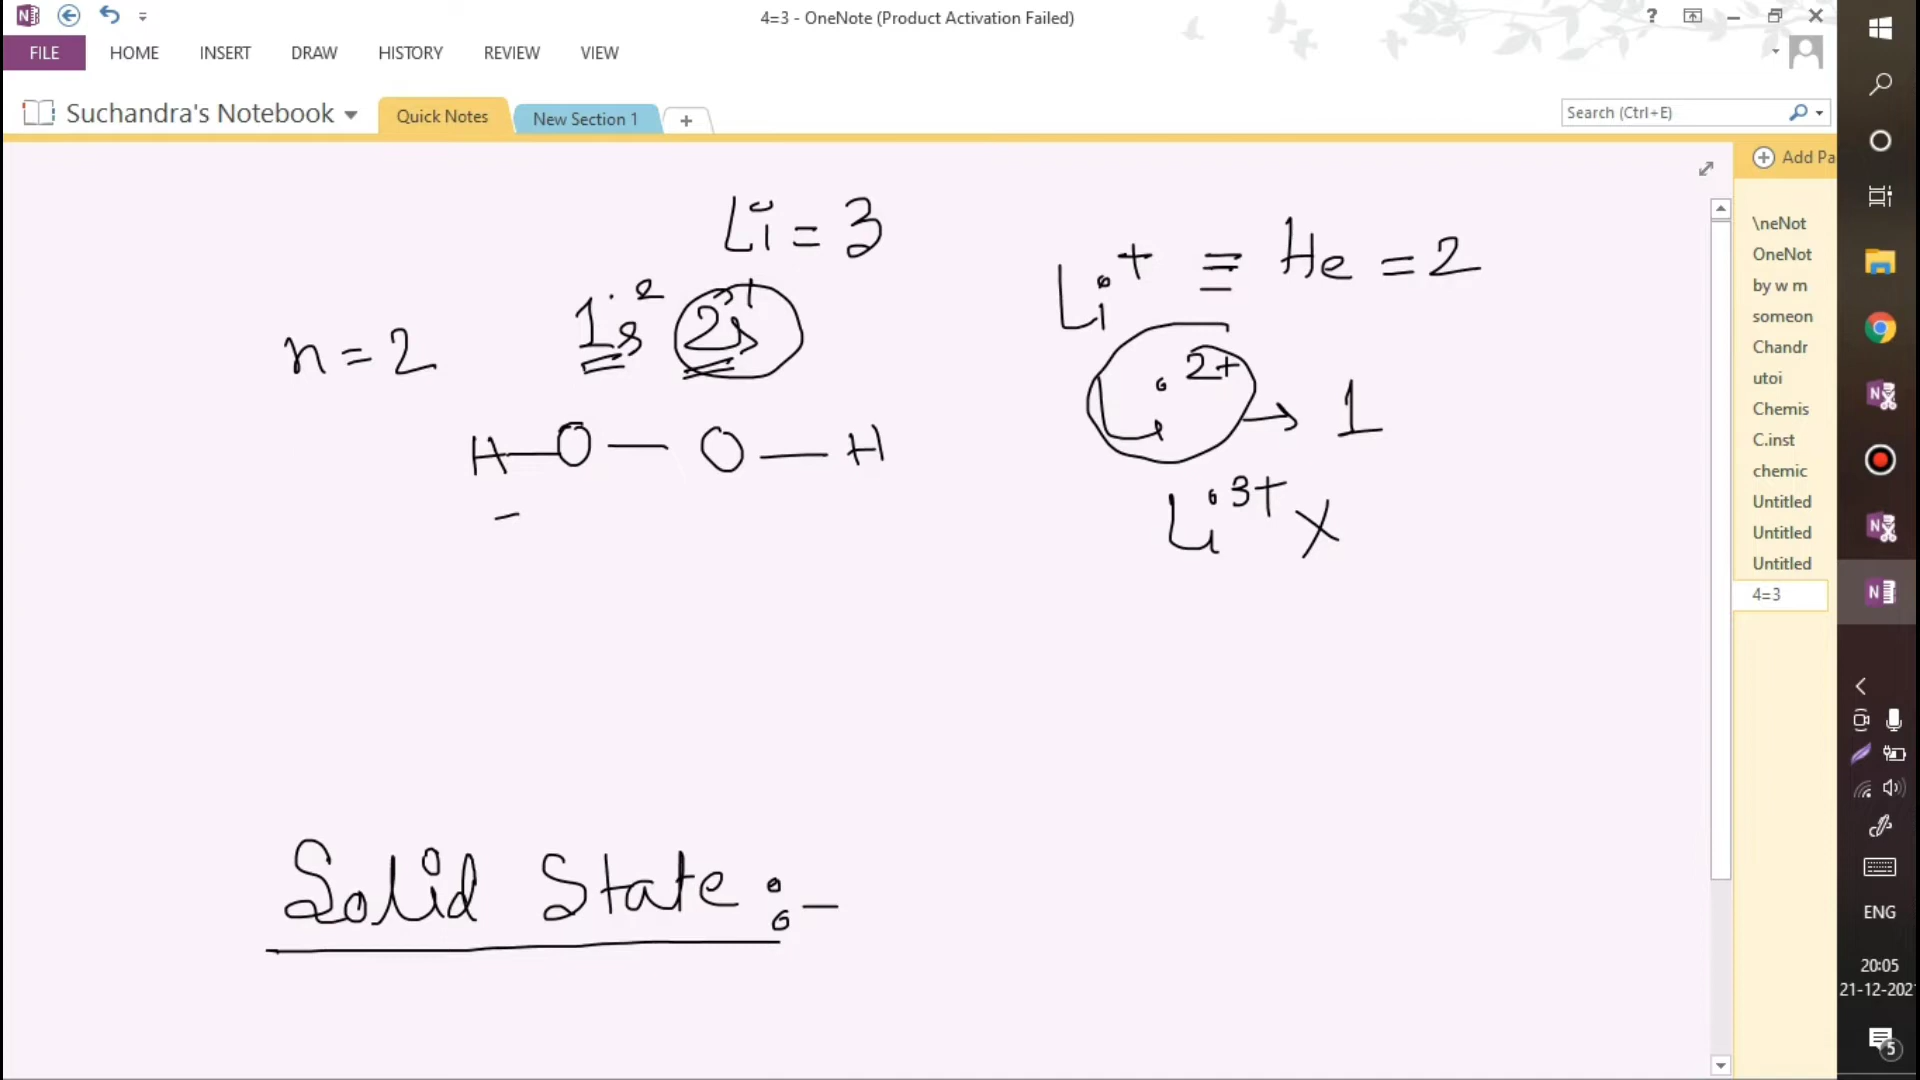 4=3 - OneNote (Product Activation Failed)
?
FILE HOME INSERT DRAW HISTORY REVIEW VIEW
Suchandra's Notebook Quick Notes New Section 1 +
Search (Ctrl+E)
Add Pa
\neNot
OneNot
by w m
someon
Chandr
utoi
Chemis
C.inst
chemic
Untitled
Untitled
Untitled
4=3
Li = 3
1s² 2s¹
n = 2
H—O — O — H
Li⁺ ≡ He = 2
Li²⁺ → 1
Li³⁺ X
Solid State :-
ENG
20:05
21-12-202
5